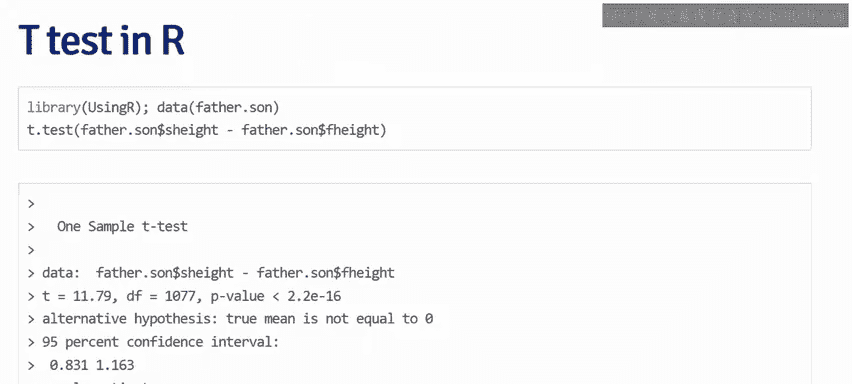 T test in R
library(UsingR); data(father.son)
t.test(father.son$sheight - father.son$fheight)
>
>   One Sample t-test
>
> data:  father.son$sheight - father.son$fheight
> t = 11.79, df = 1077, p-value < 2.2e-16
> alternative hypothesis: true mean is not equal to 0
> 95 percent confidence interval:
>  0.831 1.163